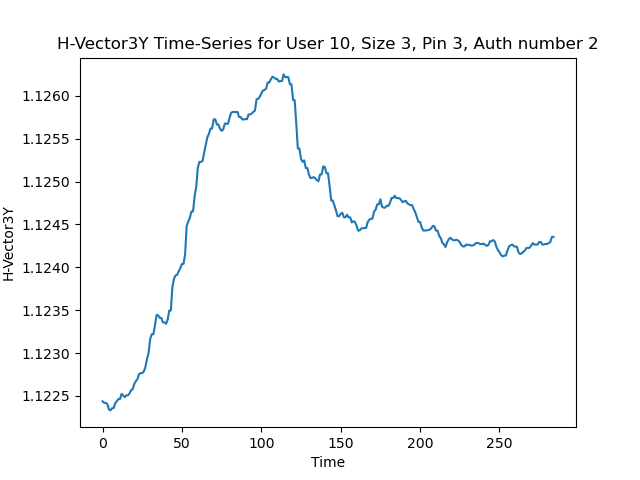 H-Vector3Y Time-Series for User 10, Size 3, Pin 3, Auth number 2
1.1260
1.1255
1.1250
1.1245
1.1240
1.1235
1.1230
1.1225
H-Vector3Y
0 50 100 150 200 250
Time